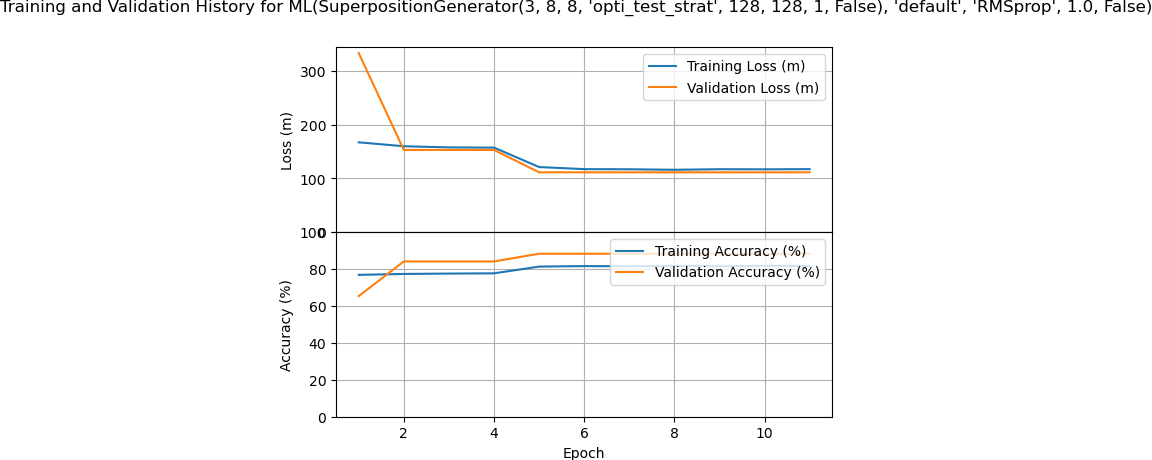 Training and Validation History for ML(SuperpositionGenerator(3, 8, 8, 'opti_test_strat', 128, 128, 1, False), 'default', 'RMSprop', 1.0, False)
Training Loss (m)
Validation Loss (m)
300
200
100
0
Loss (m)
Training Accuracy (%)
Validation Accuracy (%)
100
80
60
40
20
0
Accuracy (%)
2
4
6
8
10
Epoch